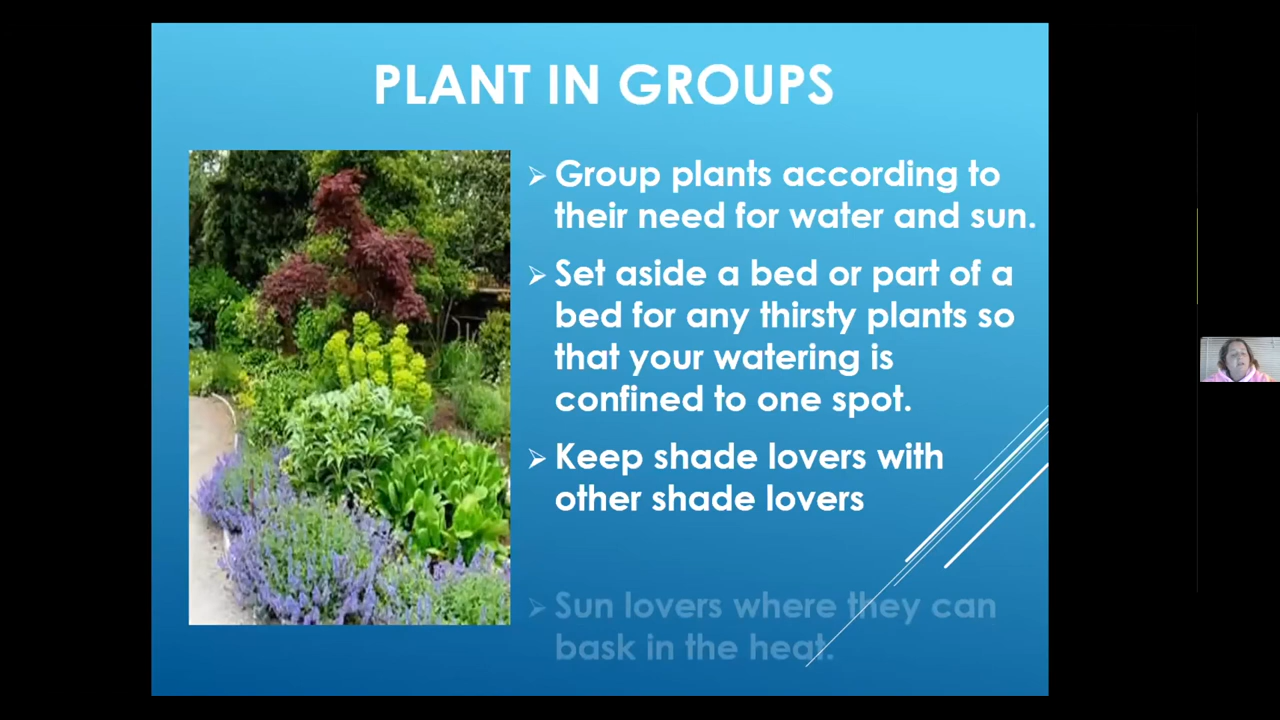 PLANT IN GROUPS
Group plants according to
their need for water and sun.
Set aside a bed or part of a
bed for any thirsty plants so
that your watering is
confined to one spot.
Keep shade lovers with
other shade lovers
Sun lovers where they can
bask in the heat.